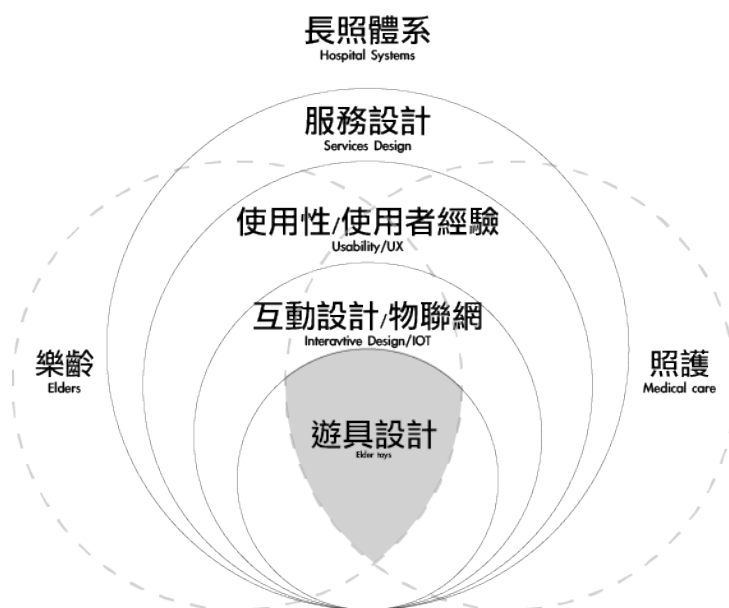 長照體系
Hospital Systems
服務設計
Services Design
使用性/使用者經驗
Usability/UX
互動設計/物聯網
Interavtive Design/IOT
樂齡
Elders
照護
Medical care
遊具設計
Elder toys